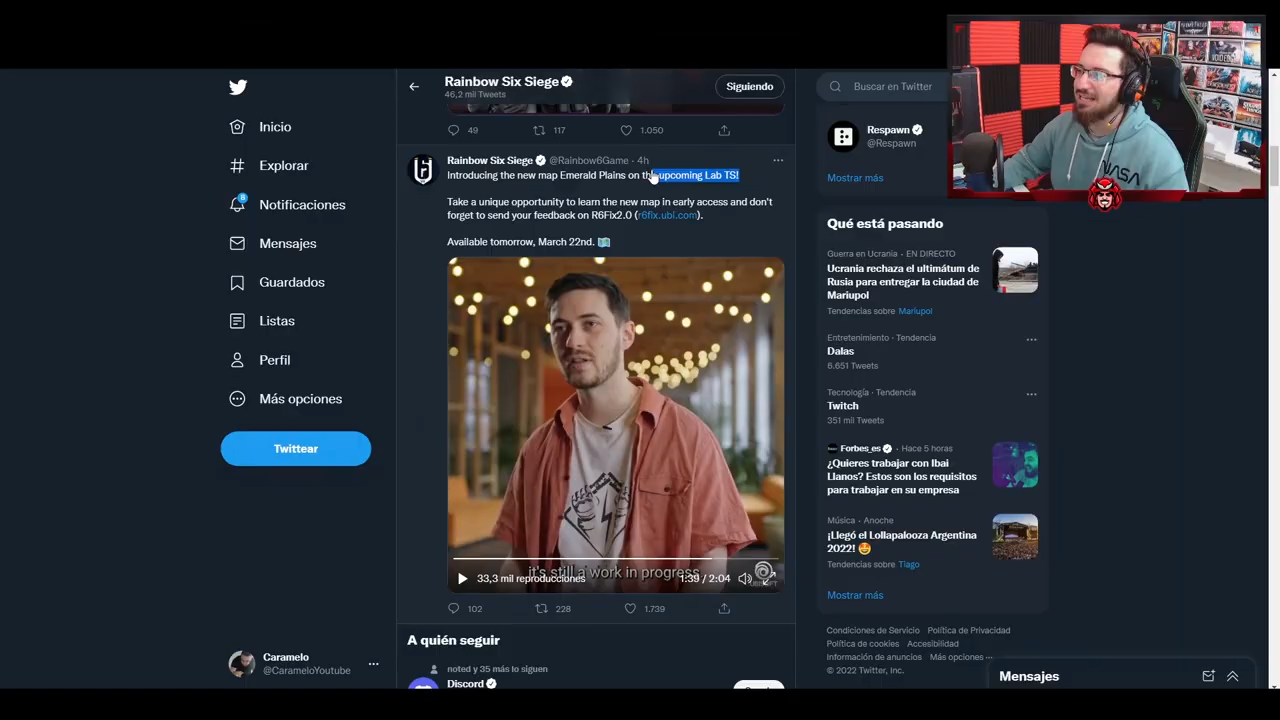 Rainbow Six Siege
46,2 mil Tweets
Siguiendo
Buscar en Twitter
Inicio
Explorar
8
Notificaciones
Mensajes
Guardados
Listas
Perfil
Más opciones
Twittear
Caramelo
@CarameloYoutube
49
117
1.050
Rainbow Six Siege @Rainbow6Game · 4h
Introducing the new map Emerald Plains on the upcoming Lab TS!
Take a unique opportunity to learn the new map in early access and don't
forget to send your feedback on R6Fix2.0 (r6fix.ubi.com).
Available tomorrow, March 22nd.
it's still a work in progress
33,3 mil reproducciones
1:39 / 2:04
UBISOFT
102
228
1.739
A quién seguir
noted y 35 más lo siguen
Discord
Respawn
@Respawn
Mostrar más
Qué está pasando
Guerra en Ucrania · EN DIRECTO
Ucrania rechaza el ultimátum de
Rusia para entregar la ciudad de
Mariupol
Tendencias sobre Mariupol
Entretenimiento · Tendencia
Dalas
6.651 Tweets
Tecnología · Tendencia
Twitch
351 mil Tweets
Forbes_es · Hace 5 horas
¿Quieres trabajar con Ibai
Llanos? Estos son los requisitos
para trabajar en su empresa
Música · Anoche
¡Llegó el Lollapalooza Argentina
2022!
Tendencias sobre Tiago
Mostrar más
Condiciones de Servicio Política de Privacidad
Política de cookies Accesibilidad
Información de anuncios Más opciones ...
© 2022 Twitter, Inc.
Mensajes
NASA